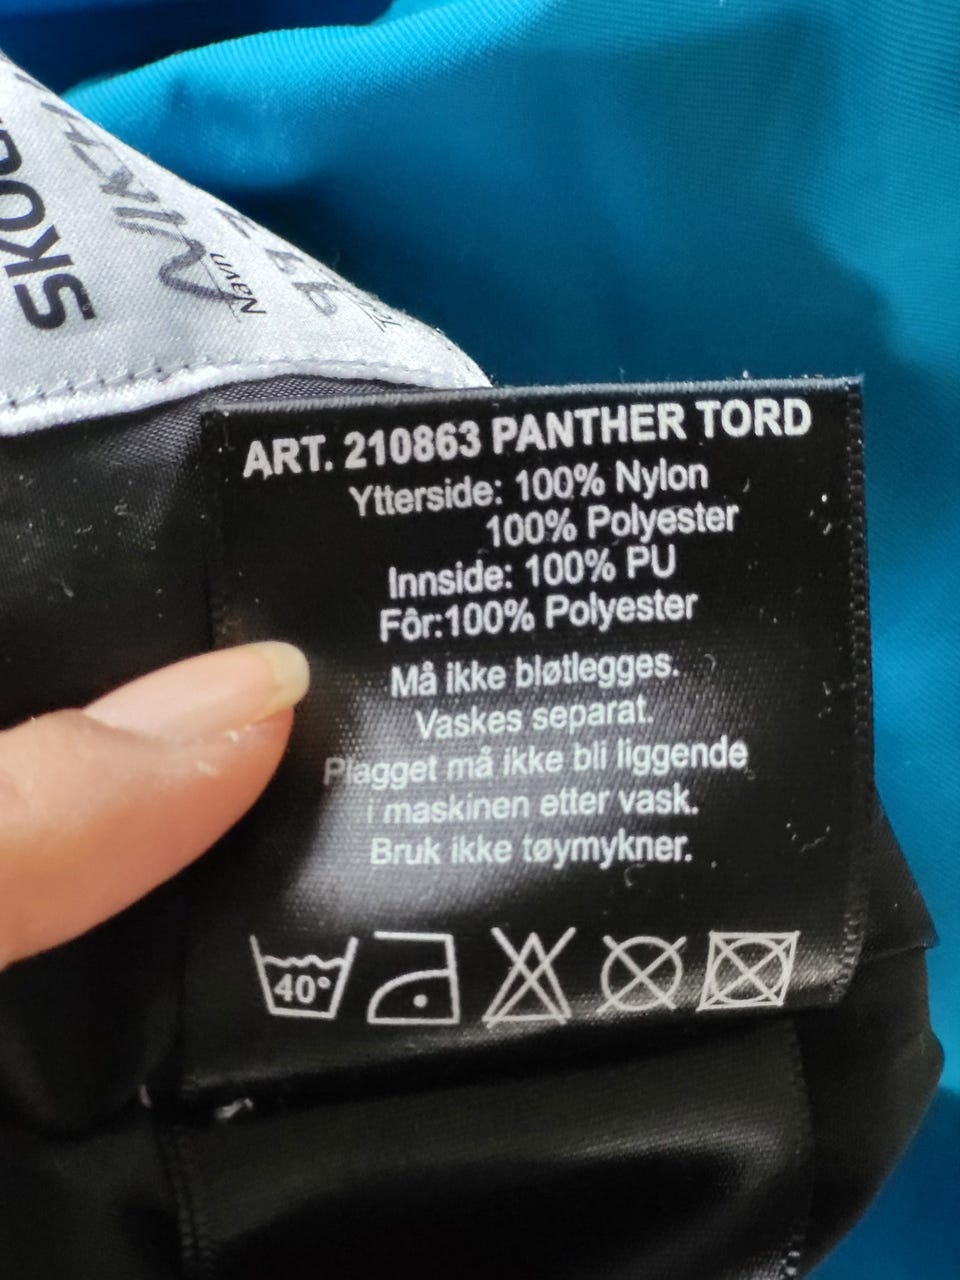 SKO
Navn
ART. 210863 PANTHER TORD
Ytterside: 100% Nylon
100% Polyester
Innside: 100% PU
Fôr:100% Polyester
Må ikke bløtlegges.
Vaskes separat.
Plagget må ikke bli liggende
i maskinen etter vask.
Bruk ikke tøymykner.
40°